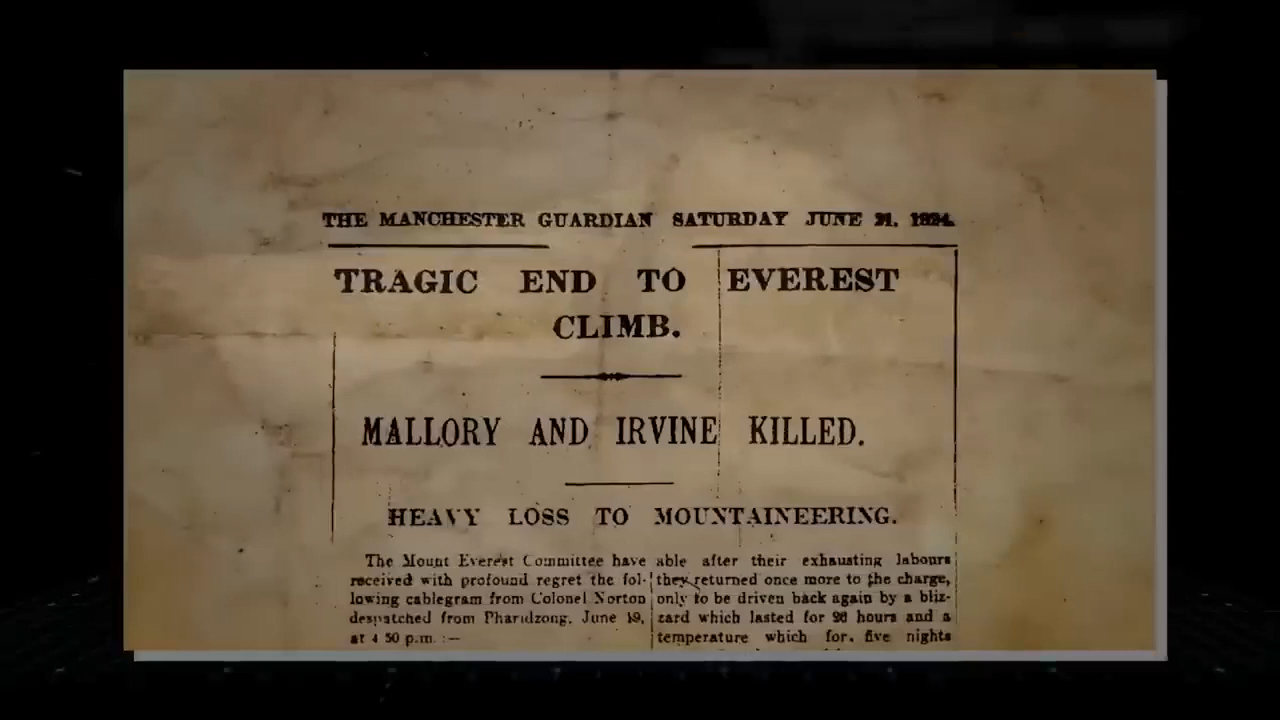 THE MANCHESTER GUARDIAN SATURDAY JUNE 21, 1924.
TRAGIC END TO EVEREST
CLIMB.
MALLORY AND IRVINE KILLED.
HEAVY LOSS TO MOUNTAINEERING.
The Mount Everest Committee have
received with profound regret the fol-
lowing cablegram from Colonel Norton
despatched from Pharidzong, June 19,
at 4 50 p.m. :—
able after their exhausting labours
they returned once more to the charge,
only to be driven back again by a bliz-
zard which lasted for hours and a
temperature which for, five nights